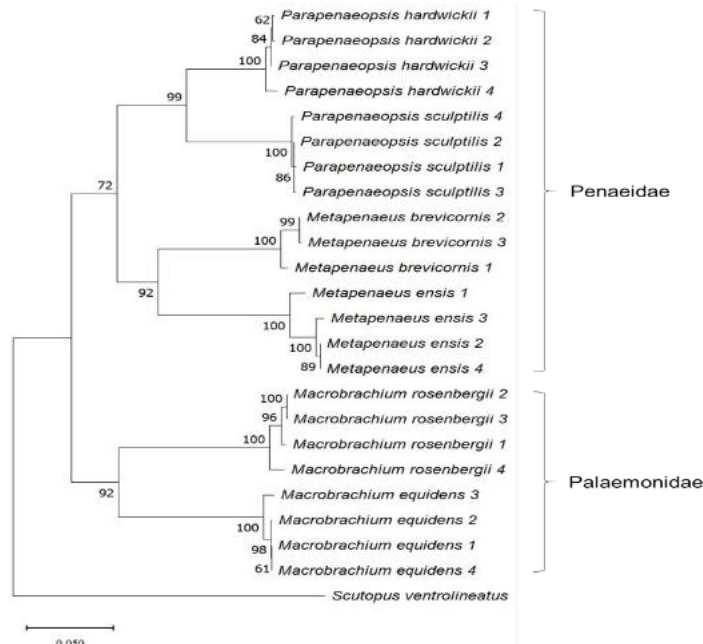 Parapenaeopsis hardwickii 1
62
Parapenaeopsis hardwickii 2
84
Parapenaeopsis hardwickii 3
100
Parapenaeopsis hardwickii 4
99
Parapenaeopsis sculptilis 4
Parapenaeopsis sculptilis 2
100
Parapenaeopsis sculptilis 1
86
Parapenaeopsis sculptilis 3
Penaeidae
72
Metapenaeus brevicornis 2
99
Metapenaeus brevicornis 3
100
Metapenaeus brevicornis 1
92
Metapenaeus ensis 1
100
Metapenaeus ensis 3
Metapenaeus ensis 2
100
Metapenaeus ensis 4
89
Macrobrachium rosenbergii 2
100
Macrobrachium rosenbergii 3
96
Macrobrachium rosenbergii 1
100
Macrobrachium rosenbergii 4
Palaemonidae
92
Macrobrachium equidens 3
Macrobrachium equidens 2
100
Macrobrachium equidens 1
98
Macrobrachium equidens 4
61
Scutopus ventrolineatus
0.050